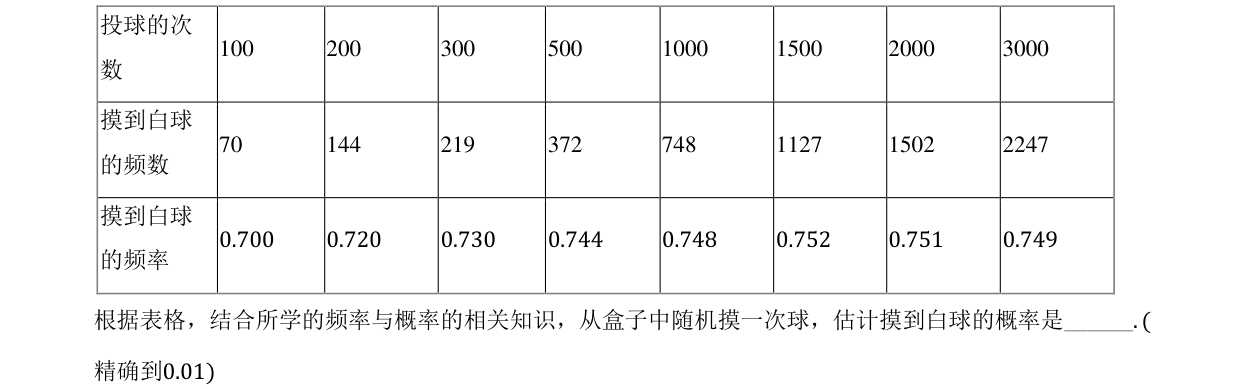 投球的次数 100 200 300 500 1000 1500 2000 3000
摸到白球的频数 70 144 219 372 748 1127 1502 2247
摸到白球的频率 0.700 0.720 0.730 0.744 0.748 0.752 0.751 0.749
根据表格，结合所学的频率与概率的相关知识，从盒子中随机摸一次球，估计摸到白球的概率是______.(
精确到0.01)